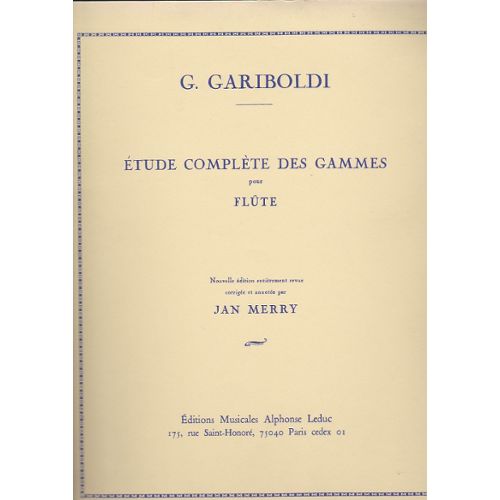 G. GARIBOLDI
ÉTUDE COMPLÈTE DES GAMMES
pour
FLÛTE
Nouvelle édition entièrement revue
corrigée et annotée par
JAN MERRY
Éditions Musicales Alphonse Leduc
175, rue Saint-Honoré, 75040 Paris cedex 01